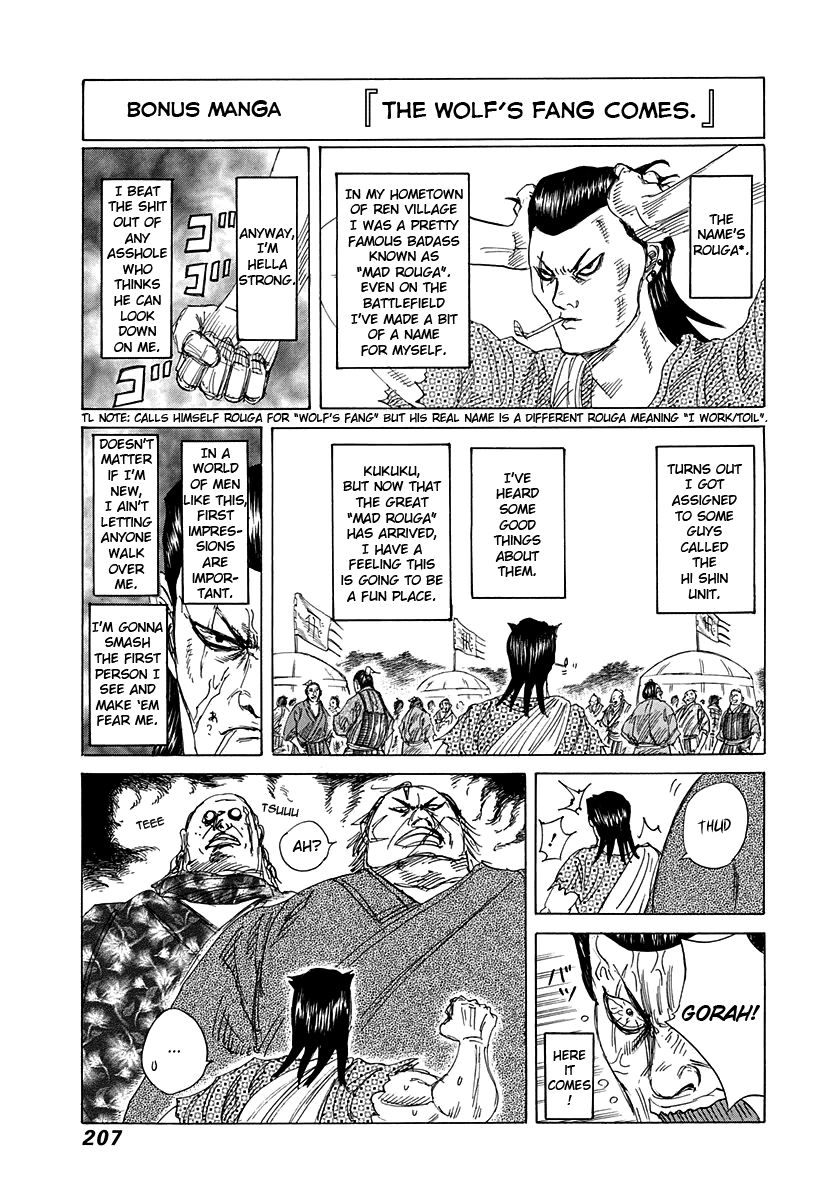 BONUS MANGA 『THE WOLF'S FANG COMES.』
THE
NAME'S
ROUGA*.
IN MY HOMETOWN
OF REN VILLAGE
I WAS A PRETTY
FAMOUS BADASS
KNOWN AS
"MAD ROUGA".
EVEN ON THE
BATTLEFIELD
I'VE MADE A BIT
OF A NAME
FOR MYSELF.
ANYWAY,
I'M
HELLA
STRONG.
I BEAT
THE SHIT
OUT OF
ANY
ASSHOLE
WHO
THINKS
HE CAN
LOOK
DOWN
ON ME.
ゴゴゴ
TL NOTE: CALLS HIMSELF ROUGA FOR "WOLF'S FANG" BUT HIS REAL NAME IS A DIFFERENT ROUGA MEANING "I WORK/TOIL".
TURNS OUT
I GOT
ASSIGNED
TO SOME
GUYS
CALLED
THE
HI SHIN
UNIT.
I'VE
HEARD
SOME
GOOD
THINGS
ABOUT
THEM.
KUKUKU,
BUT NOW THAT
THE GREAT
"MAD ROUGA"
HAS ARRIVED,
I HAVE A
FEELING THIS
IS GOING TO BE
A FUN PLACE.
IN A
WORLD
OF MEN
LIKE THIS,
FIRST
IMPRES-
SIONS
ARE
IMPOR-
TANT.
DOESN'T
MATTER
IF I'M
NEW,
I AIN'T
LETTING
ANYONE
WALK
OVER
ME.
I'M GONNA
SMASH
THE FIRST
PERSON I
SEE AND
MAKE 'EM
FEAR ME.
THUD
!
!
GORAH!
バッ
HERE
IT
COMES
!
AH?
TSUUU
TEEE
...
207